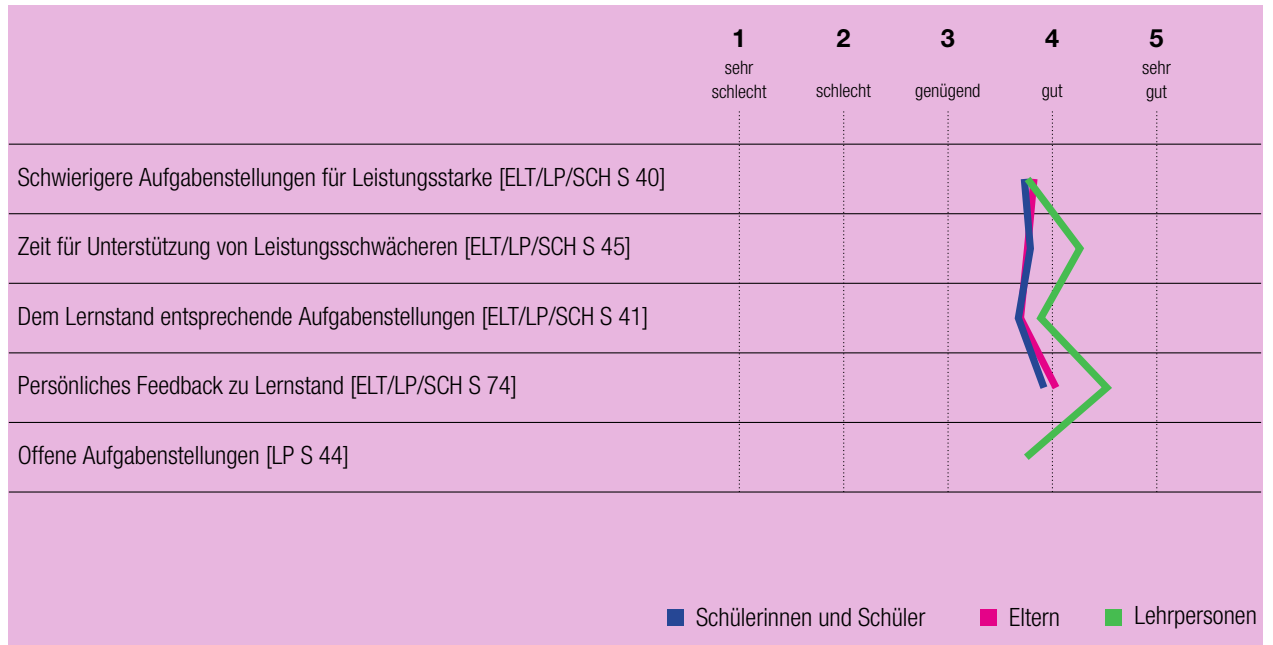 1 2 3 4 5
sehr schlecht schlecht genügend gut sehr gut
Schwierigere Aufgabenstellungen für Leistungsstarke [ELT/LP/SCH S 40]
Zeit für Unterstützung von Leistungsschwächeren [ELT/LP/SCH S 45]
Dem Lernstand entsprechende Aufgabenstellungen [ELT/LP/SCH S 41]
Persönliches Feedback zu Lernstand [ELT/LP/SCH S 74]
Offene Aufgabenstellungen [LP S 44]
Schülerinnen und Schüler Eltern Lehrpersonen